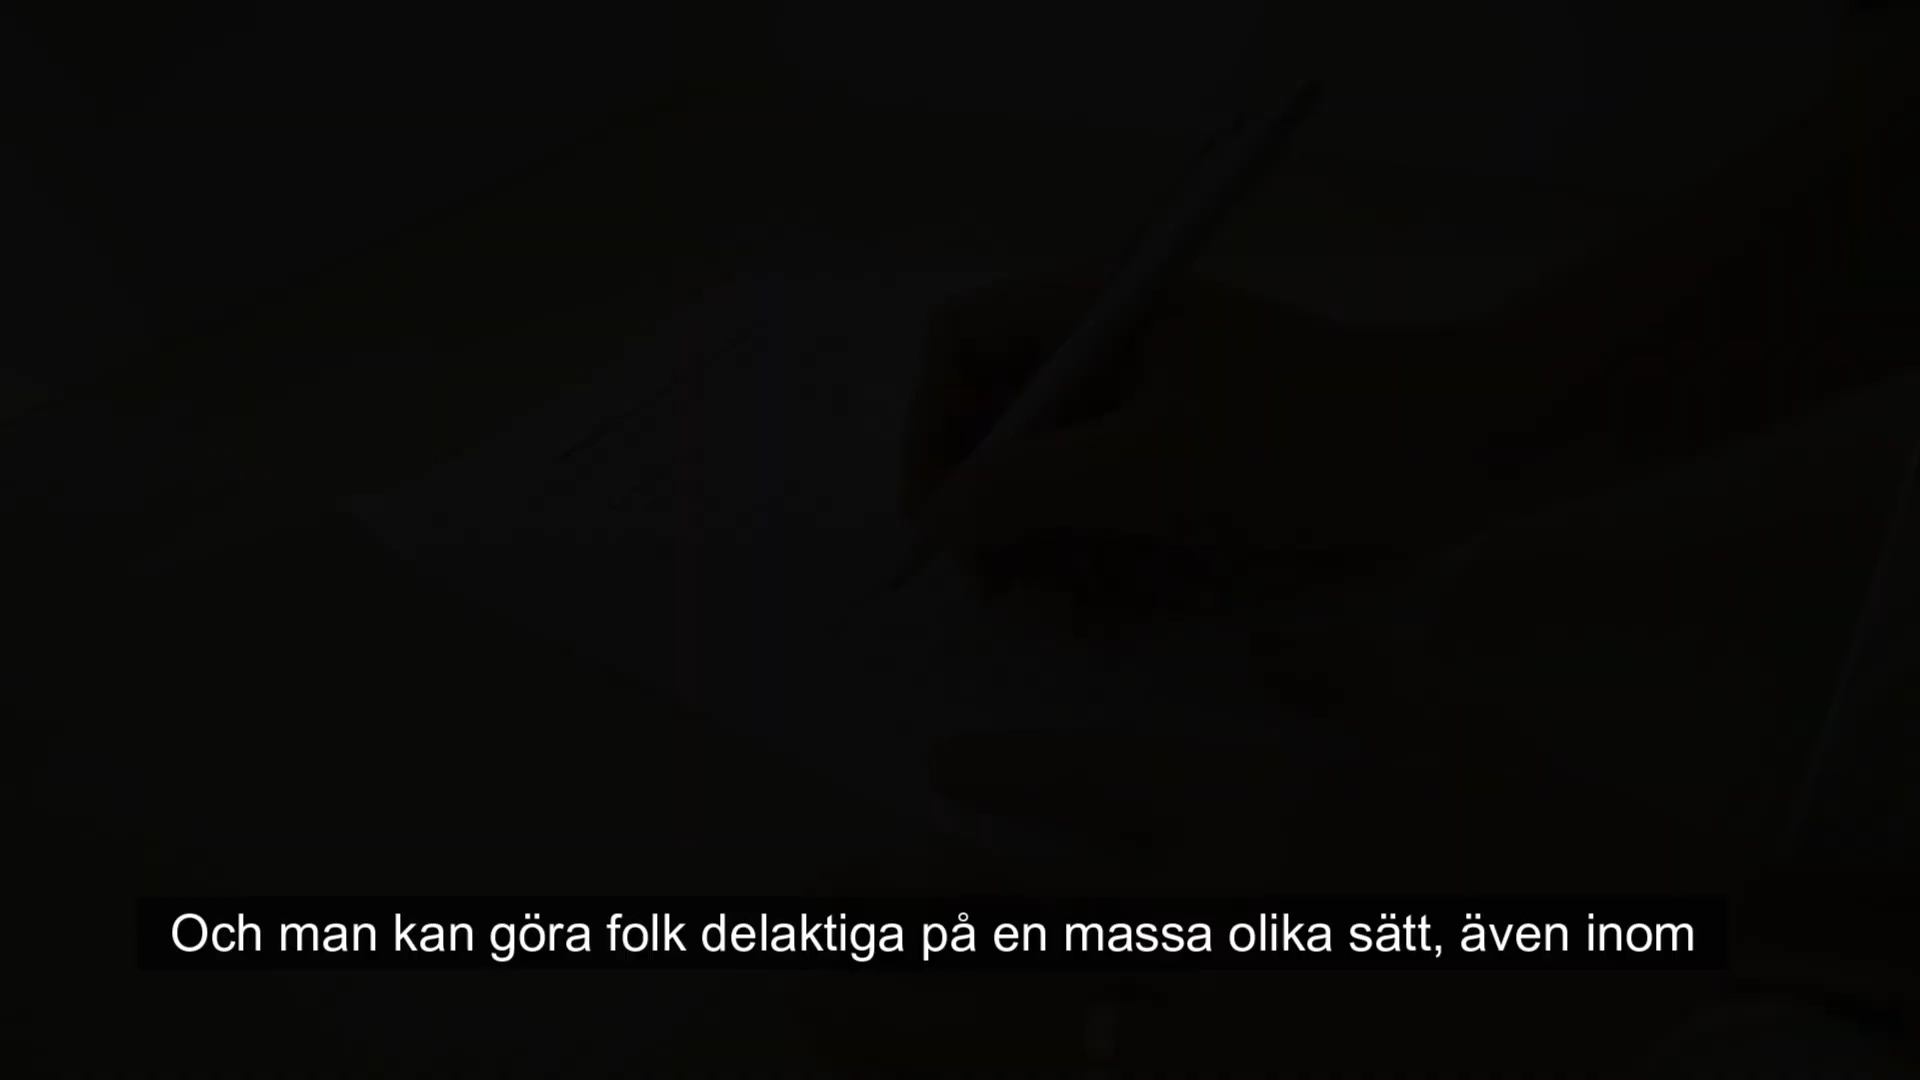 Och man kan göra folk delaktiga på en massa olika sätt, även inom